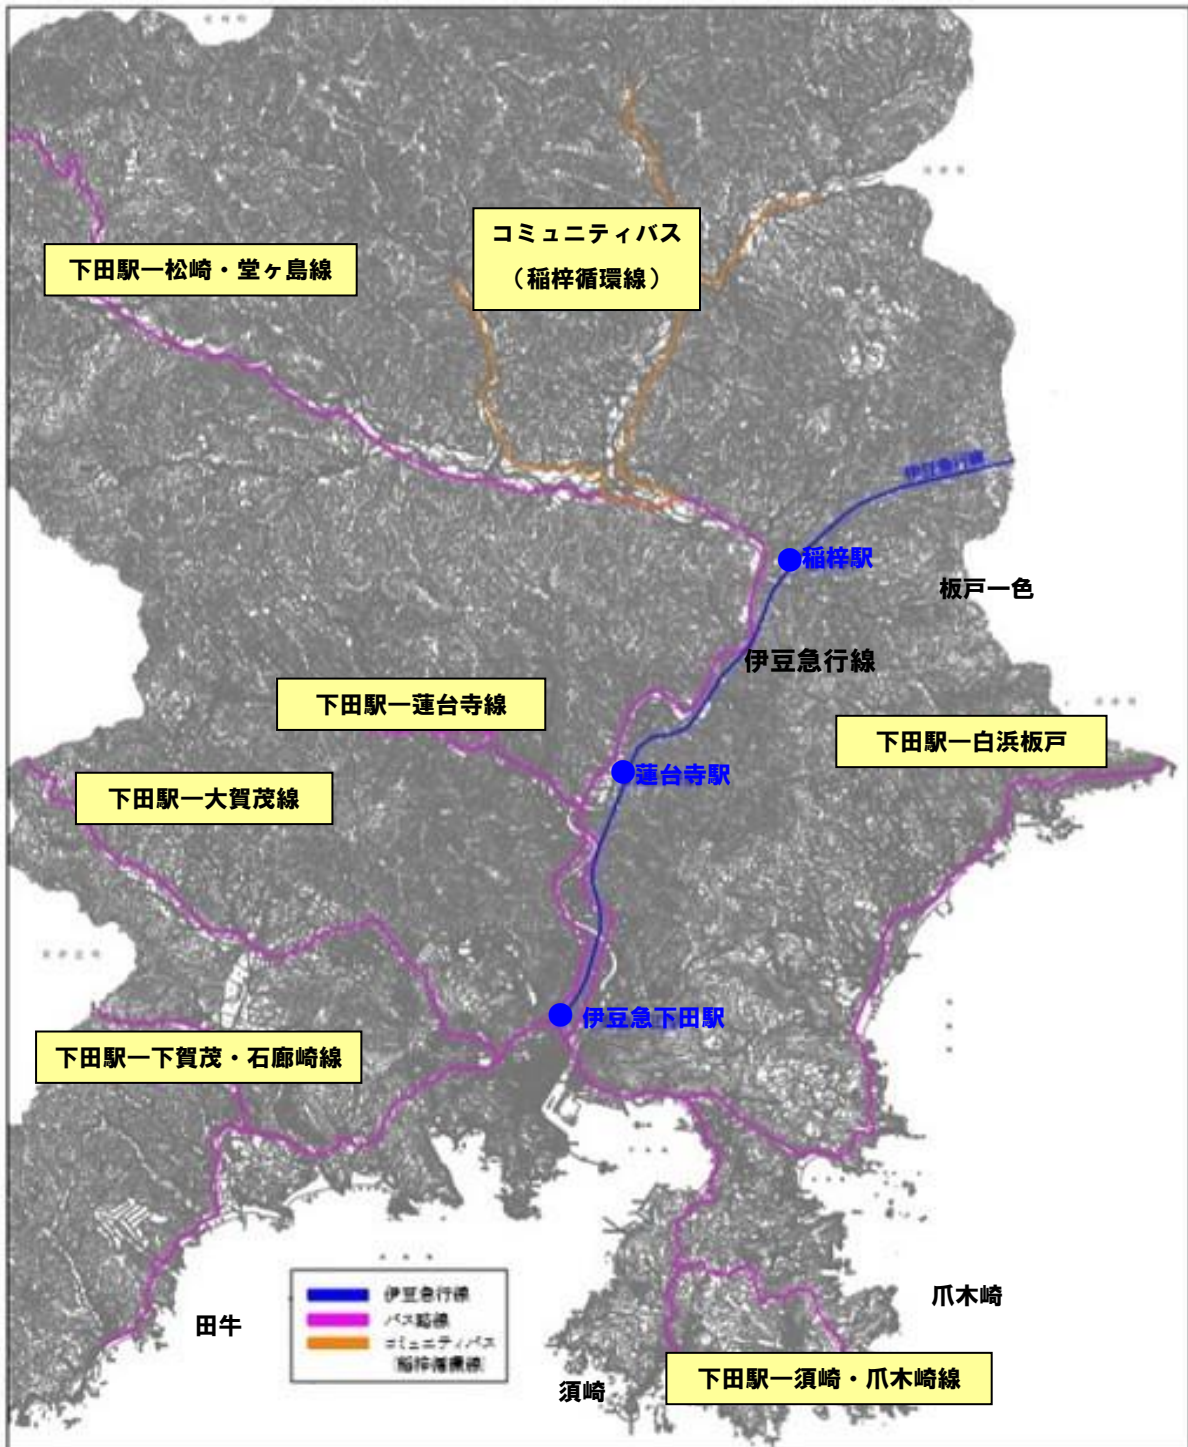 コミュニティバス
（稲梓循環線）
下田駅―松崎・堂ヶ島線
伊豆急行線
稲梓駅
板戸一色
伊豆急行線
下田駅―蓮台寺線
下田駅―白浜板戸
蓮台寺駅
下田駅―大賀茂線
伊豆急下田駅
下田駅―下賀茂・石廊崎線
爪木崎
伊豆急行線
バス路線
コミュニティバス
（稲梓循環線）
田牛
下田駅―須崎・爪木崎線
須崎